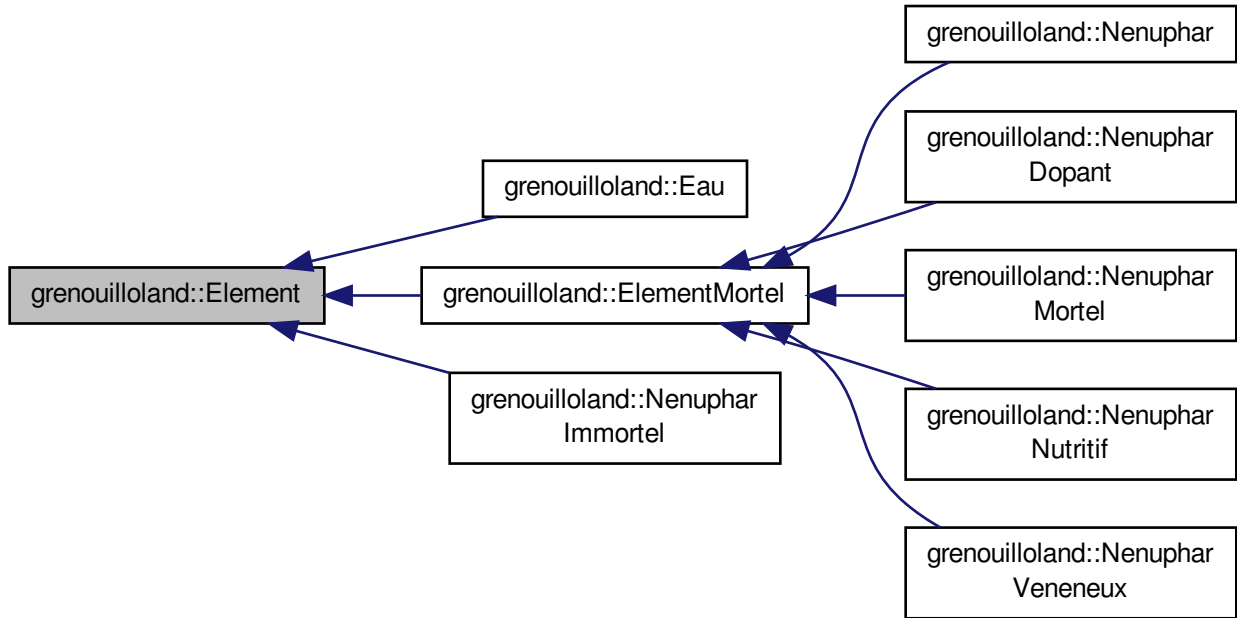 grenouilloland::Element
grenouilloland::Eau
grenouilloland::ElementMortel
grenouilloland::Nenuphar
Immortel
grenouilloland::Nenuphar
grenouilloland::Nenuphar
Dopant
grenouilloland::Nenuphar
Mortel
grenouilloland::Nenuphar
Nutritif
grenouilloland::Nenuphar
Veneneux